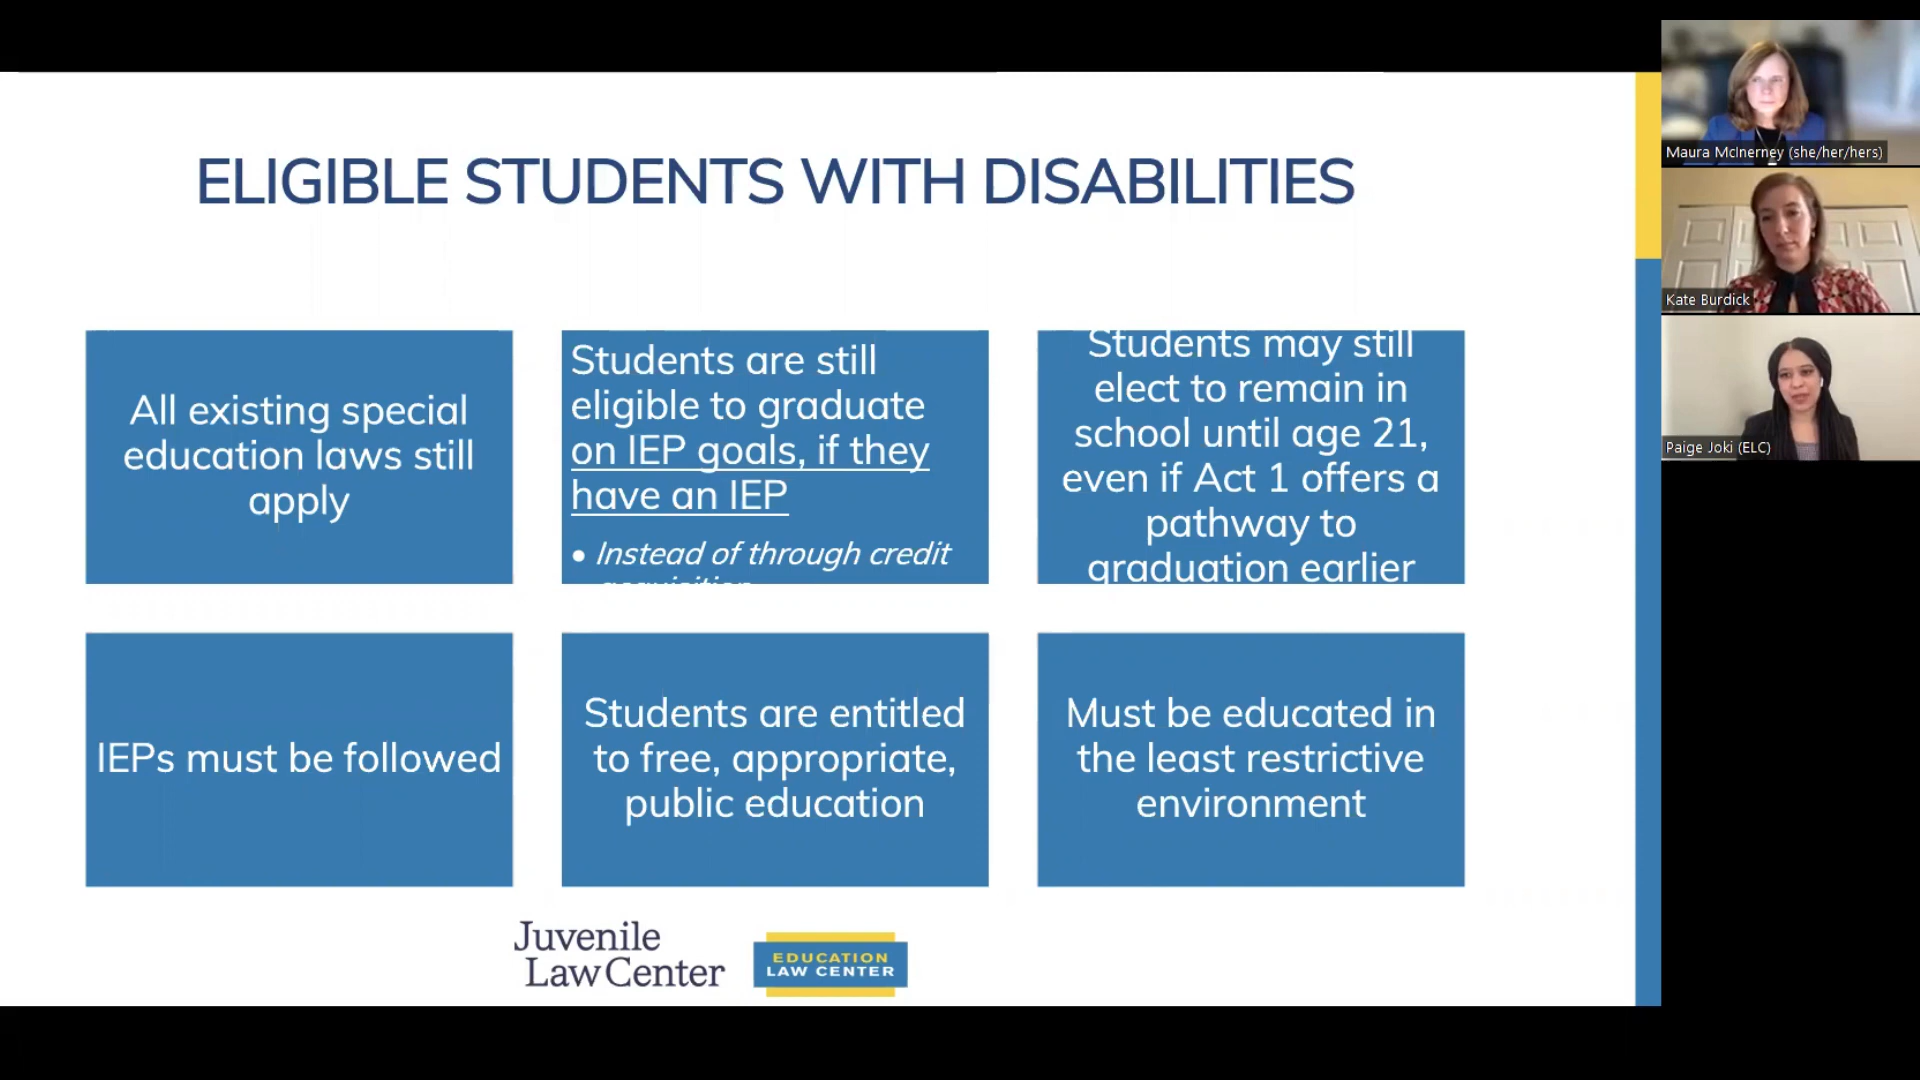 ELIGIBLE STUDENTS WITH DISABILITIES
All existing special
education laws still
apply
Students are still
eligible to graduate
on IEP goals, if they
have an IEP
• Instead of through credit
Students may still
elect to remain in
school until age 21,
even if Act 1 offers a
pathway to
graduation earlier
IEPs must be followed
Students are entitled
to free, appropriate,
public education
Must be educated in
the least restrictive
environment
Juvenile
Law Center
EDUCATION
LAW CENTER
Maura McInerney (she/her/hers)
Kate Burdick
Paige Joki (ELC)